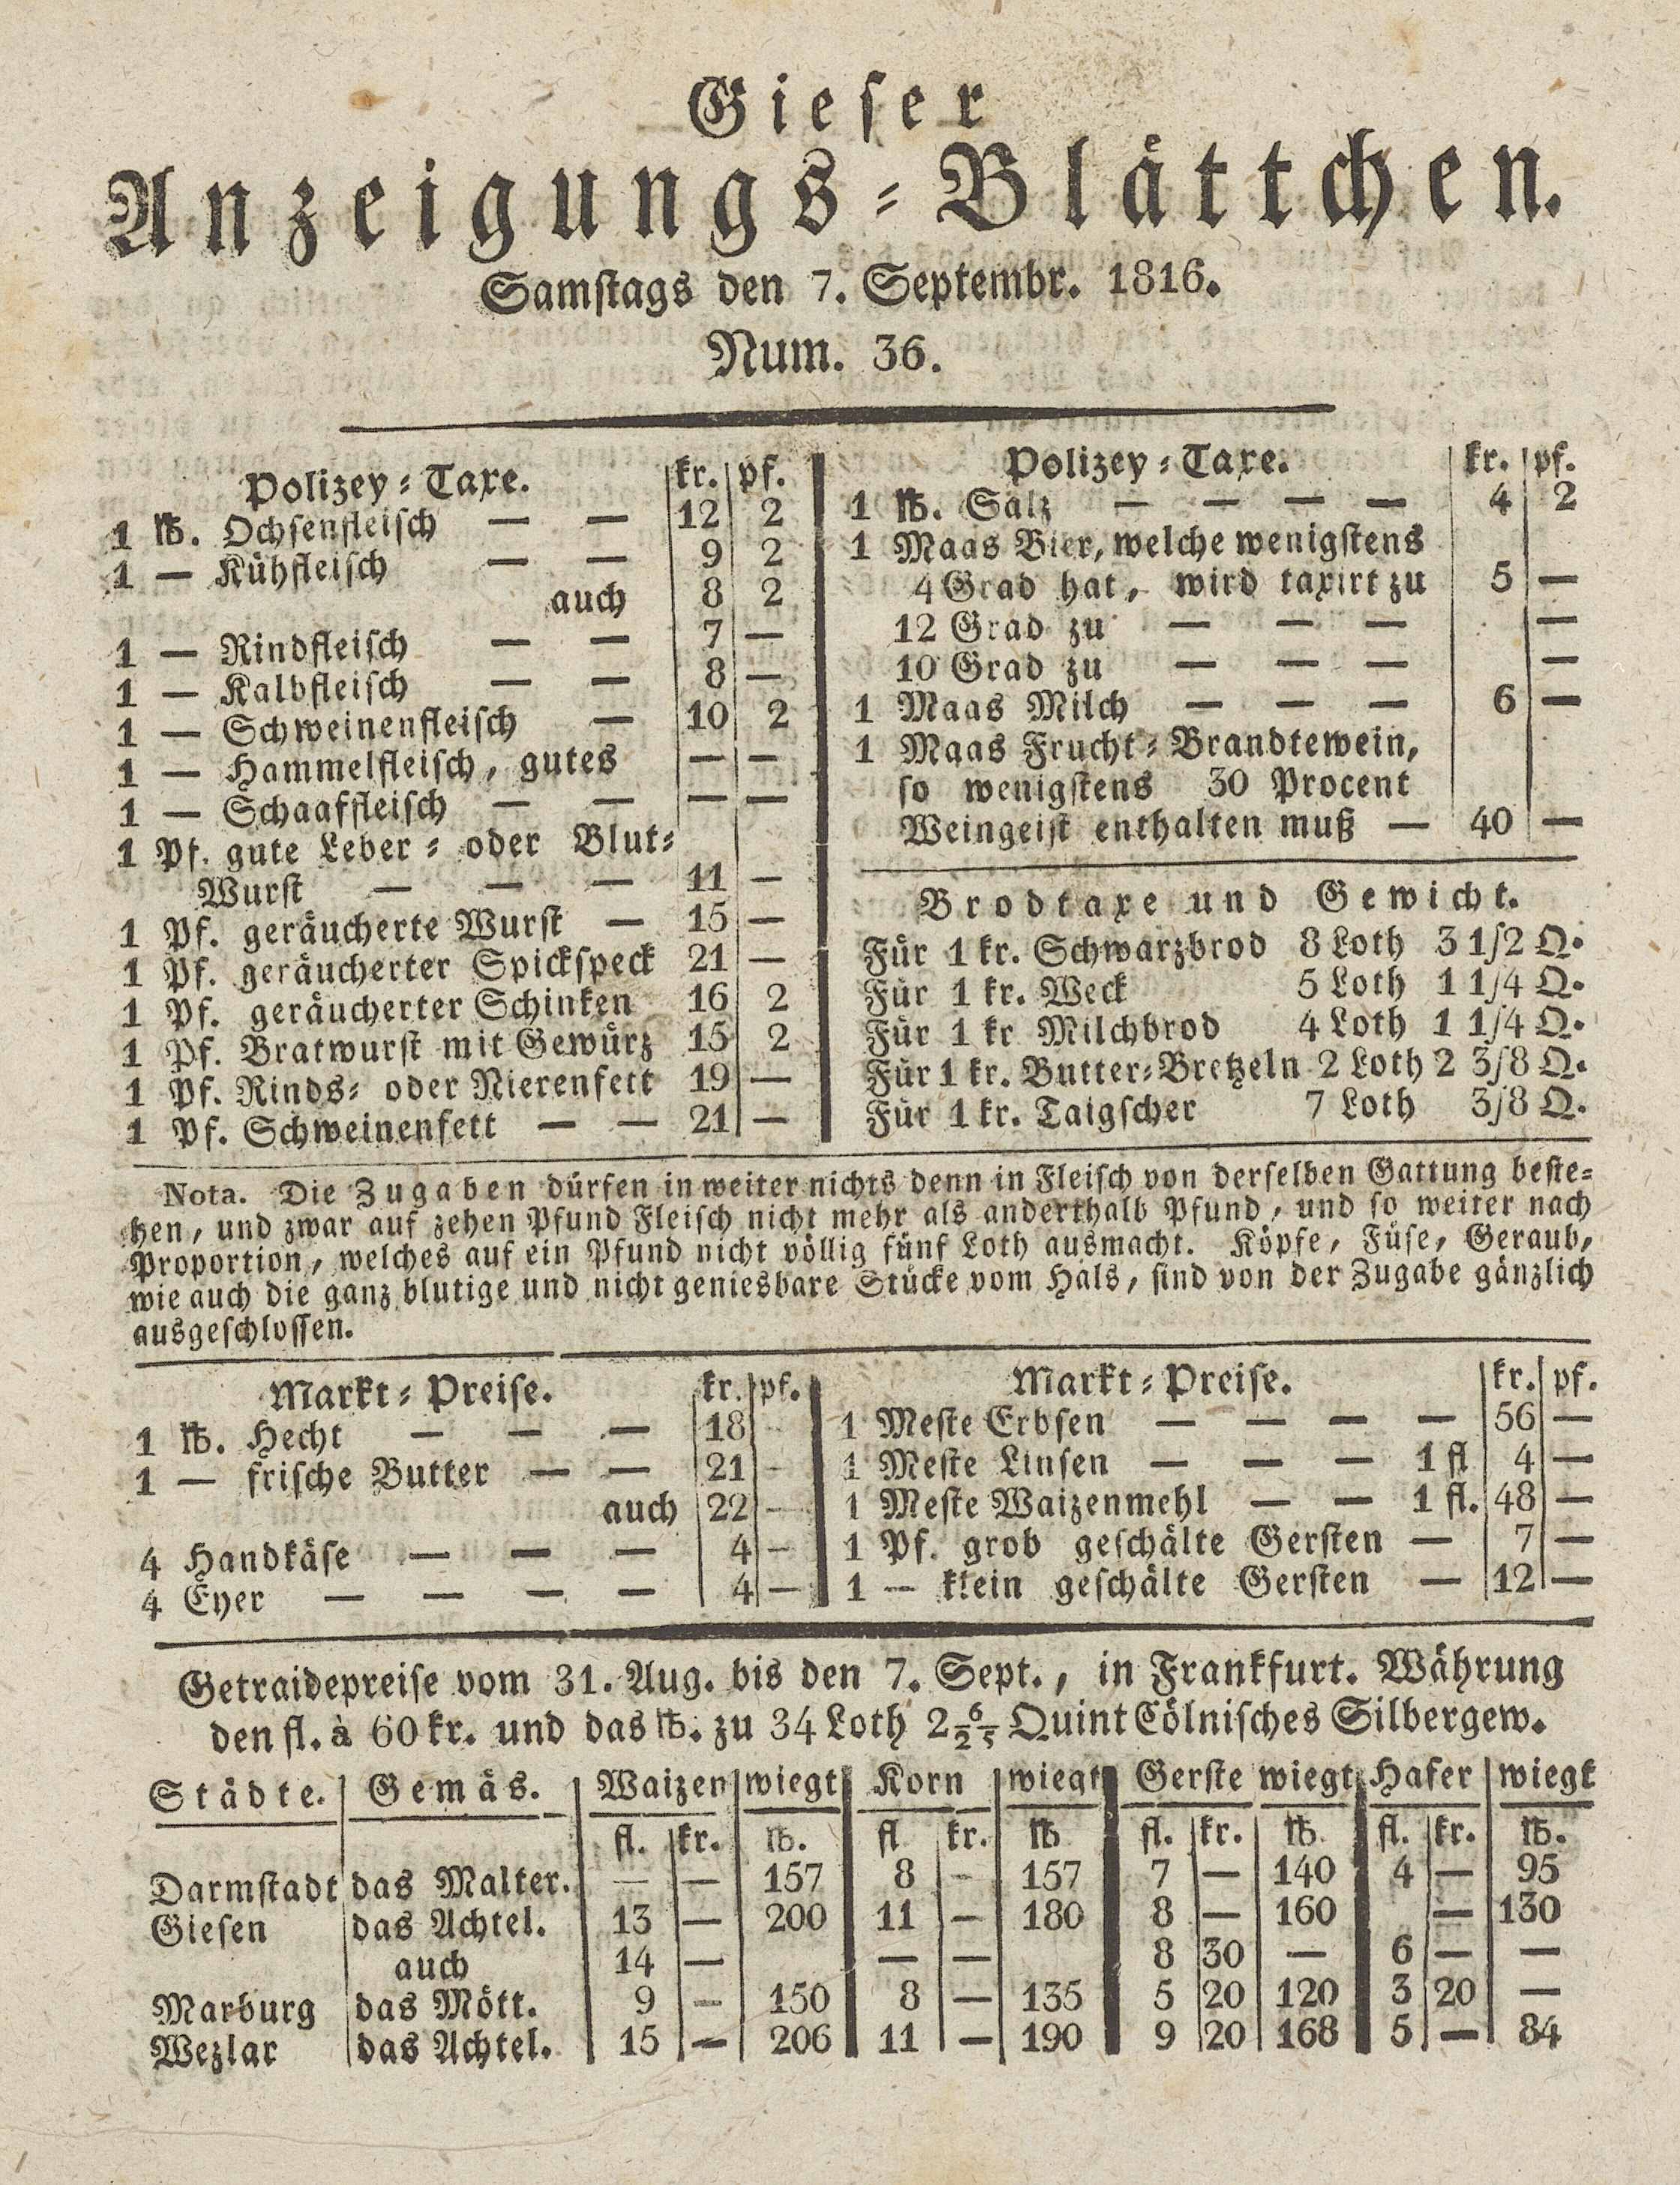 Gieser
Anzeigungs-Blättchen.
Samstags den 7. Septembr. 1816.
Num. 36.
Polizey-Taxe. kr. pf.
1 ℔. Ochsenfleisch — — 12 2
1 — Kühfleisch — — 9 2
auch 8 2
1 — Rindfleisch — — 7 —
1 — Kalbfleisch — — 8 —
1 — Schweinenfleisch — 10 2
1 — Hammelfleisch, gutes — —
1 — Schaaffleisch — — — —
1 Pf. gute Leber- oder Blut-
Wurst — — — 11 —
1 Pf. geräucherte Wurst — 15 —
1 Pf. geräucherter Spickspeck 21 —
1 Pf. geräucherter Schinken 16 2
1 Pf. Bratwurst mit Gewürz 15 2
1 Pf. Rinds- oder Nierenfett 19 —
1 Pf. Schweinenfett — — 21 —
Polizey-Taxe. kr. pf.
1 ℔. Salz — — — — 4 2
1 Maas Bier, welche wenigstens
4 Grad hat, wird taxirt zu 5 —
12 Grad zu — — — —
10 Grad zu — — — —
1 Maas Milch — — — 6 —
1 Maas Frucht-Brandtewein,
so wenigstens 30 Procent
Weingeist enthalten muß — 40 —
Brodtaxe und Gewicht.
Für 1 kr. Schwarzbrod 8 Loth 3 1/2 Q.
Für 1 kr. Weck 5 Loth 1 1/4 Q.
Für 1 kr Milchbrod 4 Loth 1 1/4 Q.
Für 1 kr. Butter-Bretzeln 2 Loth 2 3/8 Q.
Für 1 kr. Taigscher 7 Loth 3/8 Q.
Nota. Die Zugaben dürfen in weiter nichts denn in Fleisch von derselben Gattung beste-
hen, und zwar auf zehen Pfund Fleisch nicht mehr als anderthalb Pfund, und so weiter nach
Proportion, welches auf ein Pfund nicht völlig fünf Loth ausmacht. Köpfe, Füse, Geraub,
wie auch die ganz blutige und nicht geniesbare Stücke vom Hals, sind von der Zugabe gänzlich
ausgeschlossen.
Markt-Preise. kr. pf.
1 ℔. Hecht — — — 18 —
1 — frische Butter — — 21 —
auch 22 —
4 Handkäse — — — 4 —
4 Eyer — — — — 4 —
Markt-Preise. kr. pf.
1 Meste Erbsen — — — — 56 —
1 Meste Linsen — — — 1 fl 4 —
1 Meste Waizenmehl — — 1 fl. 48 —
1 Pf. grob geschälte Gersten — 7 —
1 — klein geschälte Gersten — 12 —
Getraidepreise vom 31. Aug. bis den 7. Sept., in Frankfurt. Währung
den fl. à 60 kr. und das ℔. zu 34 Loth 2 6/25 Quint Cölnisches Silbergew.
Städte. Gemäs. Waizen wiegt Korn wiegt Gerste wiegt Hafer wiegt
fl. kr. ℔. fl kr. ℔ fl. kr. ℔. fl. kr. ℔.
Darmstadt das Malter. — — 157 8 — 157 7 — 140 4 — 95
Giesen das Achtel. 13 — 200 11 — 180 8 — 160 — 130
auch 14 — — — 8 30 — 6 — —
Marburg das Mött. 9 — 150 8 — 135 5 20 120 3 20 —
Wezlar das Achtel. 15 — 206 11 — 190 9 20 168 5 — 84